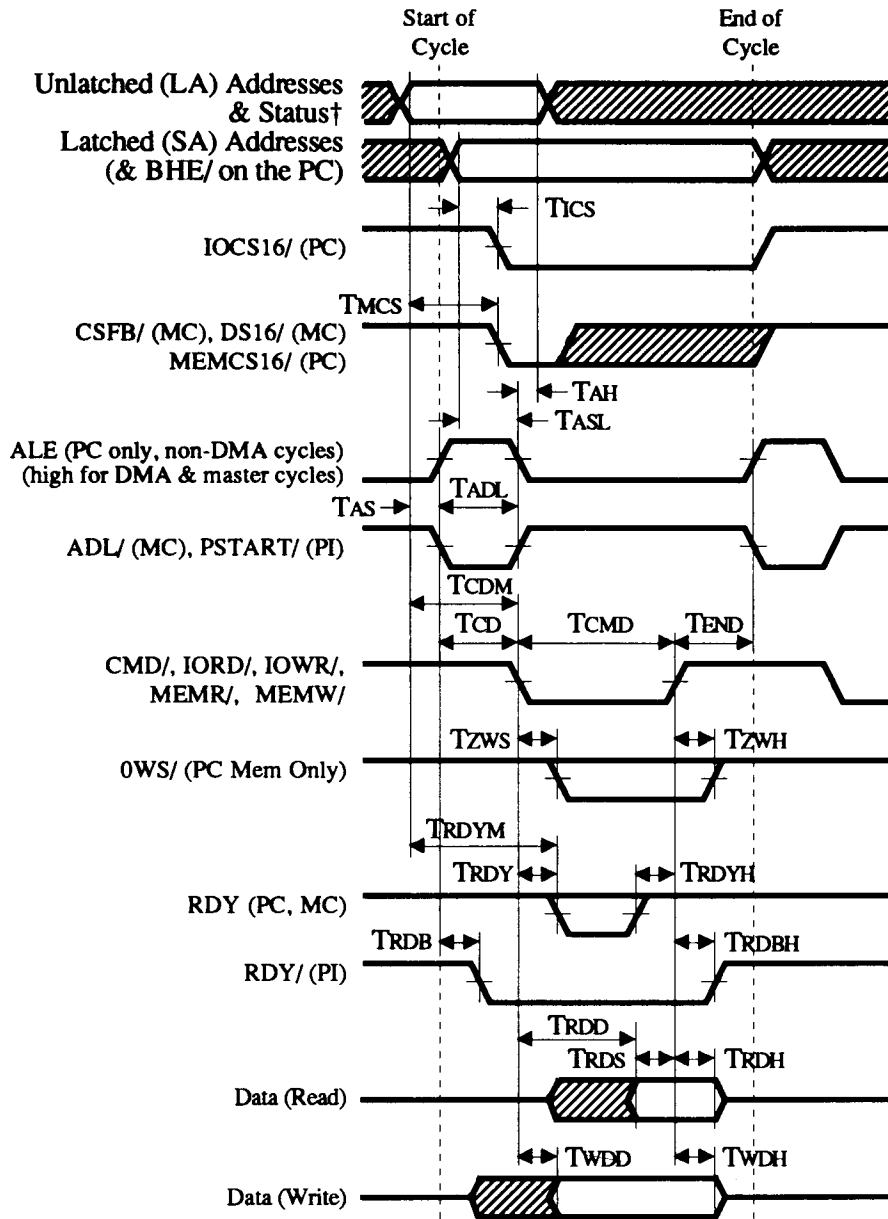 Start of
Cycle
End of
Cycle
Unlatched (LA) Addresses
& Status†
Latched (SA) Addresses
(& BHE/ on the PC)
TICS
IOCS16/ (PC)
TMCS
CSFB/ (MC), DS16/ (MC)
MEMCS16/ (PC)
TAH
TASL
ALE (PC only, non-DMA cycles)
(high for DMA & master cycles)
TADL
TAS
ADL/ (MC), PSTART/ (PI)
TCDM
TCD TCMD TEND
CMD/, IORD/, IOWR/,
MEMR/, MEMW/
TZWS TZWH
0WS/ (PC Mem Only)
TRDYM
TRDY TRDYH
RDY (PC, MC)
TRDB TRDBH
RDY/ (PI)
TRDD
TRDS TRDH
Data (Read)
TWDD TWDH
Data (Write)